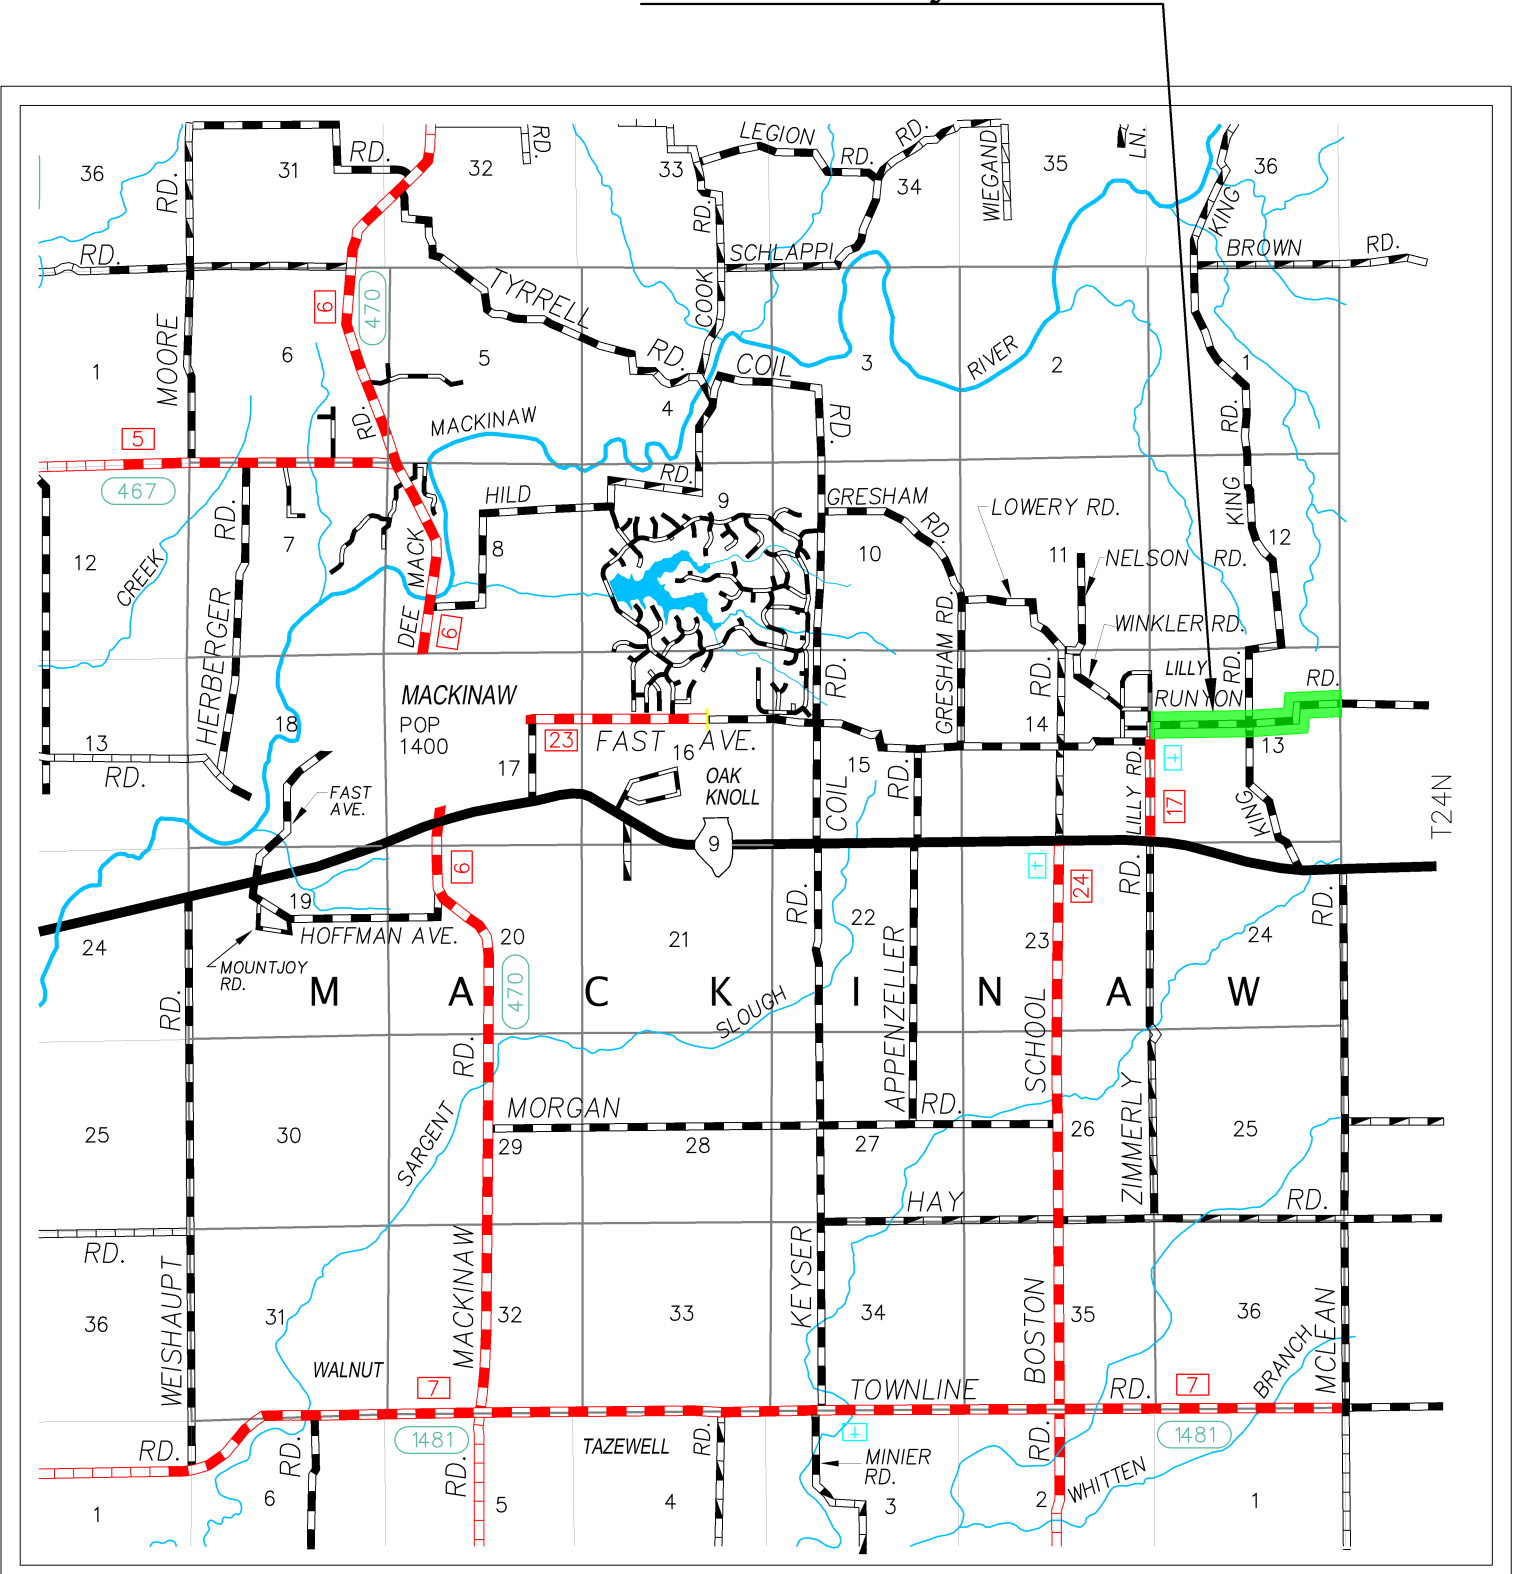 LEGION
RD.
RD.
LN.
36
31
RD.
32
RD.
33
RD.
34
WIEGAND
35
36
KING
RD.
RD.
SCHLAPPI
BROWN
RD.
MOORE
6
470
TYRRELL
COOK
RD.
COIL
RIVER
1
6
5
4
3
2
1
RD.
MACKINAW
RD.
RD.
5
467
RD.
HILD
RD.
9
GRESHAM
RD.
LOWERY RD.
KING
12
CREEK
7
MACK
8
10
11
NELSON RD.
12
DEE
6
HERBERGER
GRESHAM RD.
WINKLER RD.
RD.
LILLY
RD.
RUNYON
RD.
MACKINAW
POP
1400
18
13
RD.
17
23
FAST AVE.
16
OAK
KNOLL
COIL
RD.
15
RD.
14
LILLY RD.
17
13
KING
T24N
FAST
AVE.
9
6
24
19
HOFFMAN AVE.
MOUNTJOY
RD.
20
21
RD.
22
23
24
RD.
24
RD.
M A C K I N A W
RD.
470
RD.
SLOUGH
APPENZELLER
SCHOOL
ZIMMERLY
25
30
SARGENT
MORGAN
29
28
27
RD.
26
25
HAY
RD.
RD.
WEISHAUPT
MACKINAW
KEYSER
BOSTON
MCLEAN
36
31
32
33
34
35
36
WALNUT
7
TOWNLINE
RD.
7
BRANCH
RD.
RD.
1481
TAZEWELL
RD.
RD.
MINIER
RD.
RD.
1481
WHITTEN
1
6
5
4
3
2
1